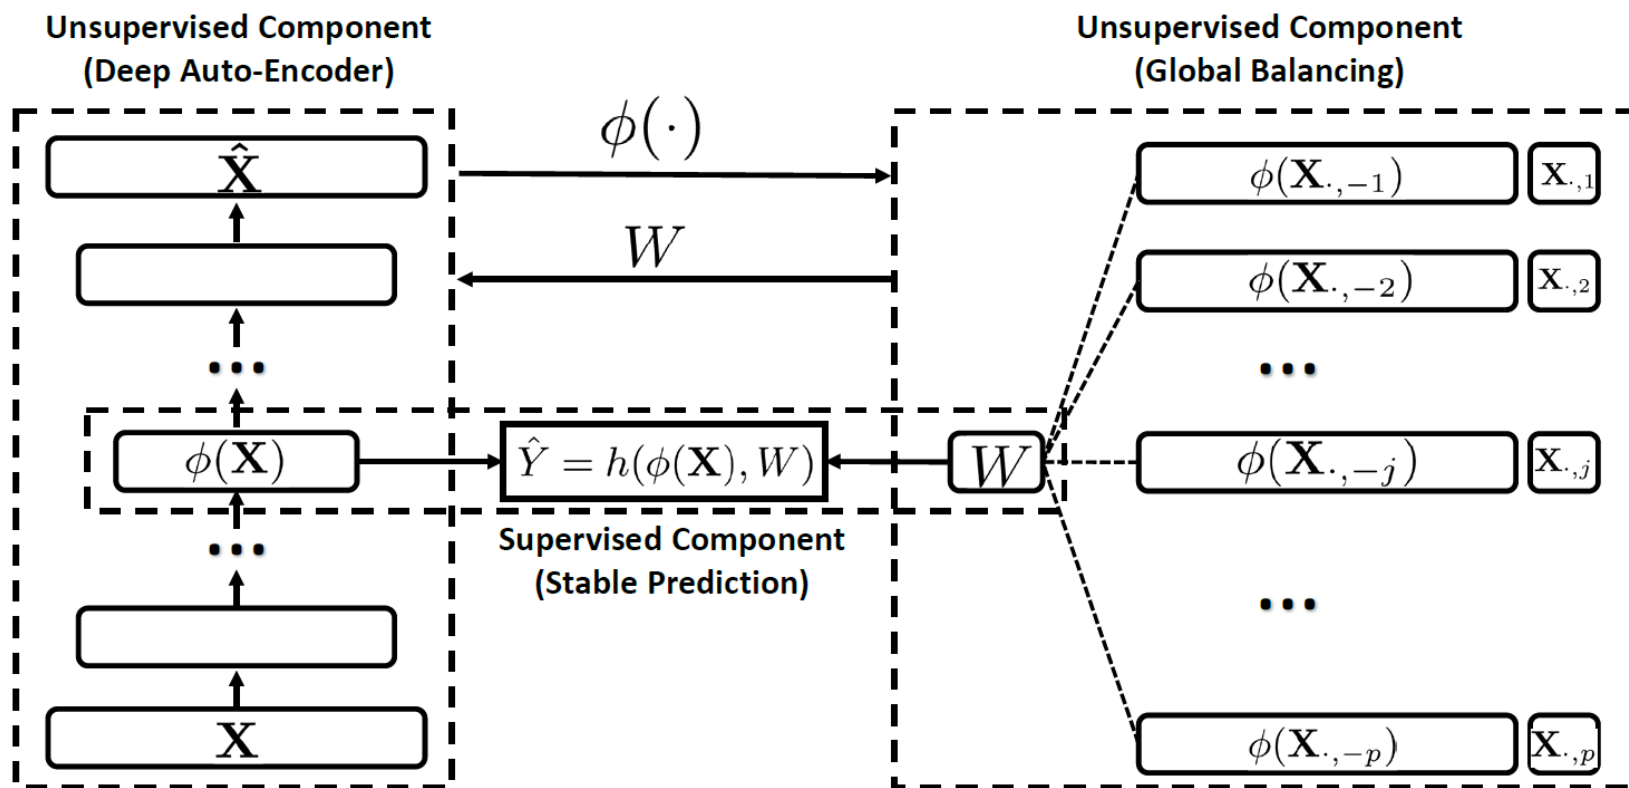 Unsupervised Component
(Deep Auto-Encoder)
Unsupervised Component
(Global Balancing)
ϕ(·)
W
X̂
...
ϕ(X)
...
X
Ŷ = h(ϕ(X), W)
W
Supervised Component
(Stable Prediction)
ϕ(X·,−1) X·,1
ϕ(X·,−2) X·,2
...
ϕ(X·,−j) X·,j
...
ϕ(X·,−p) X·,p